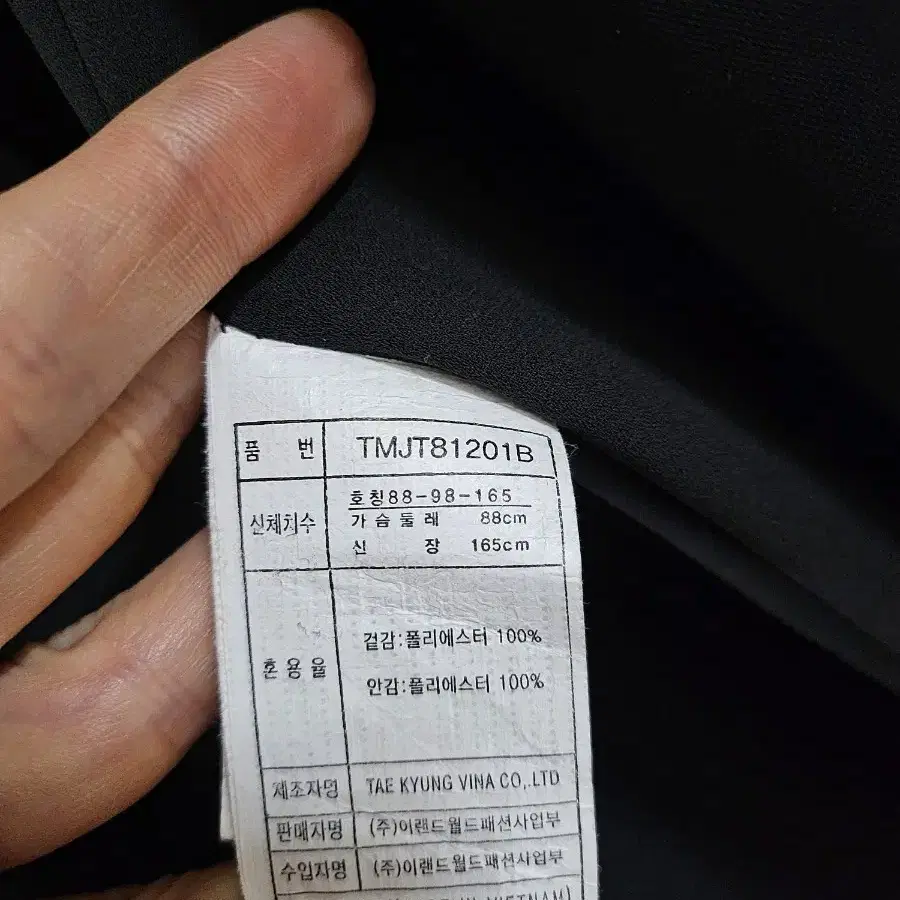 품 번 TMJT81201B
호칭88-98-165
신체치수 가슴둘레 88cm
신 장 165cm
겉감:폴리에스터 100%
혼용율
안감:폴리에스터 100%
제조자명 TAE KYUNG VINA CO,.LTD
판매자명 (주)이랜드월드패션사업부
수입자명 (주)이랜드월드패션사업부
VIETNAM)